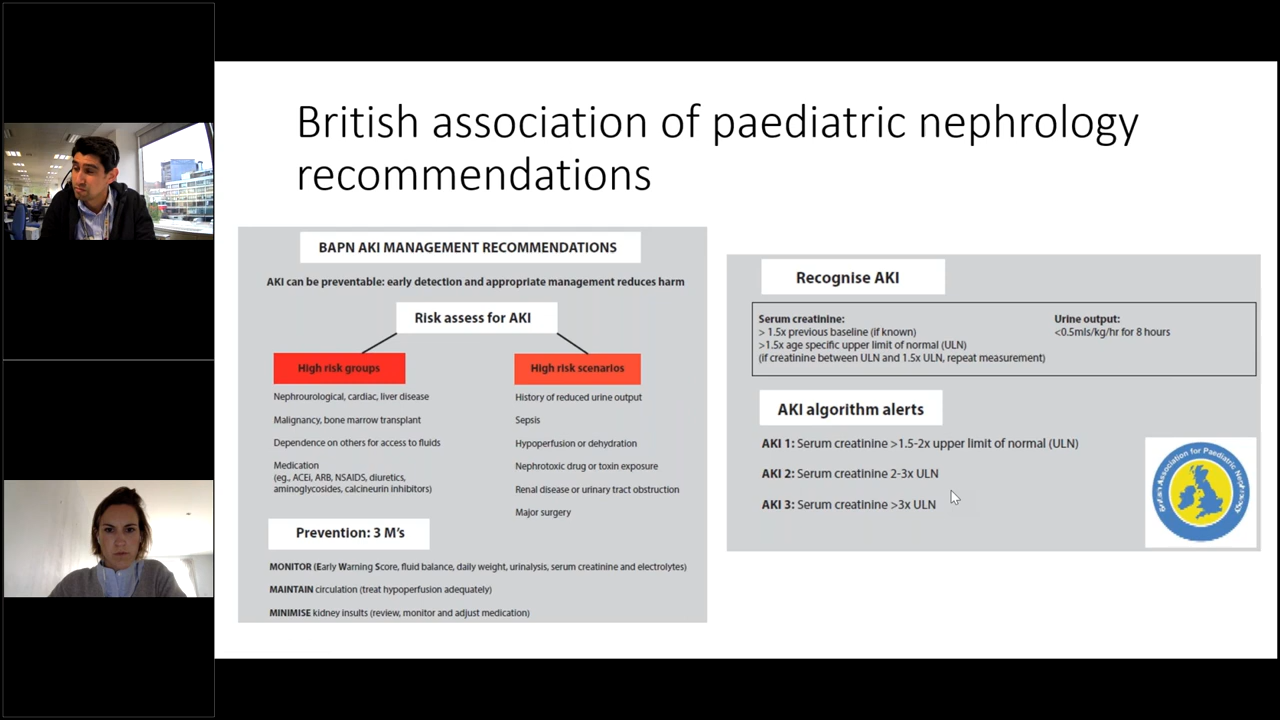 British association of paediatric nephrology
recommendations
BAPN AKI MANAGEMENT RECOMMENDATIONS
AKI can be preventable: early detection and appropriate management reduces harm
Risk assess for AKI
High risk groups
Nephrourological, cardiac, liver disease
Malignancy, bone marrow transplant
Dependence on others for access to fluids
Medication
(eg., ACEi, ARB, NSAIDS, diuretics,
aminoglycosides, calcineurin inhibitors)
High risk scenarios
History of reduced urine output
Sepsis
Hypoperfusion or dehydration
Nephrotoxic drug or toxin exposure
Renal disease or urinary tract obstruction
Major surgery
Prevention: 3 M's
MONITOR (Early Warning Score, fluid balance, daily weight, urinalysis, serum creatinine and electrolytes)
MAINTAIN circulation (treat hypoperfusion adequately)
MINIMISE kidney insults (review, monitor and adjust medication)
Recognise AKI
Serum creatinine:
> 1.5x previous baseline (if known)
>1.5x age specific upper limit of normal (ULN)
(if creatinine between ULN and 1.5x ULN, repeat measurement)
Urine output:
<0.5mls/kg/hr for 8 hours
AKI algorithm alerts
AKI 1: Serum creatinine >1.5-2x upper limit of normal (ULN)
AKI 2: Serum creatinine 2-3x ULN
AKI 3: Serum creatinine >3x ULN
British Association for Paediatric Nephrology